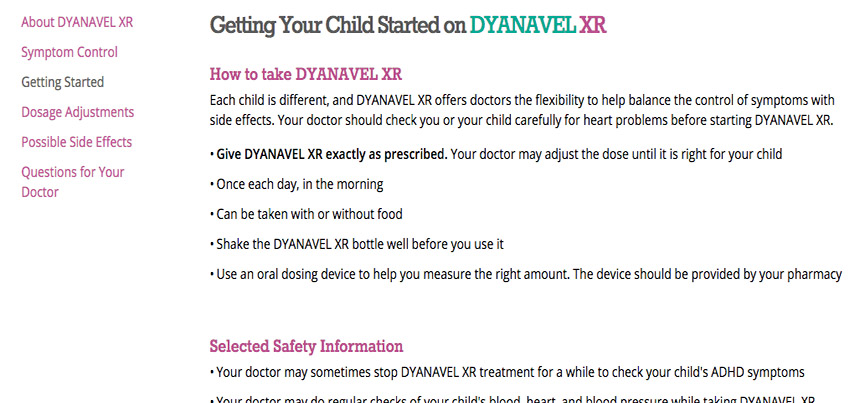 About DYANAVEL XR
Symptom Control
Getting Started
Dosage Adjustments
Possible Side Effects
Questions for Your
Doctor
Getting Your Child Started on DYANAVEL XR
How to take DYANAVEL XR
Each child is different, and DYANAVEL XR offers doctors the flexibility to help balance the control of symptoms with
side effects. Your doctor should check you or your child carefully for heart problems before starting DYANAVEL XR.
• Give DYANAVEL XR exactly as prescribed. Your doctor may adjust the dose until it is right for your child
• Once each day, in the morning
• Can be taken with or without food
• Shake the DYANAVEL XR bottle well before you use it
• Use an oral dosing device to help you measure the right amount. The device should be provided by your pharmacy
Selected Safety Information
• Your doctor may sometimes stop DYANAVEL XR treatment for a while to check your child's ADHD symptoms
• Your doctor may do regular checks of your child's blood, heart, and blood pressure while taking DYANAVEL XR